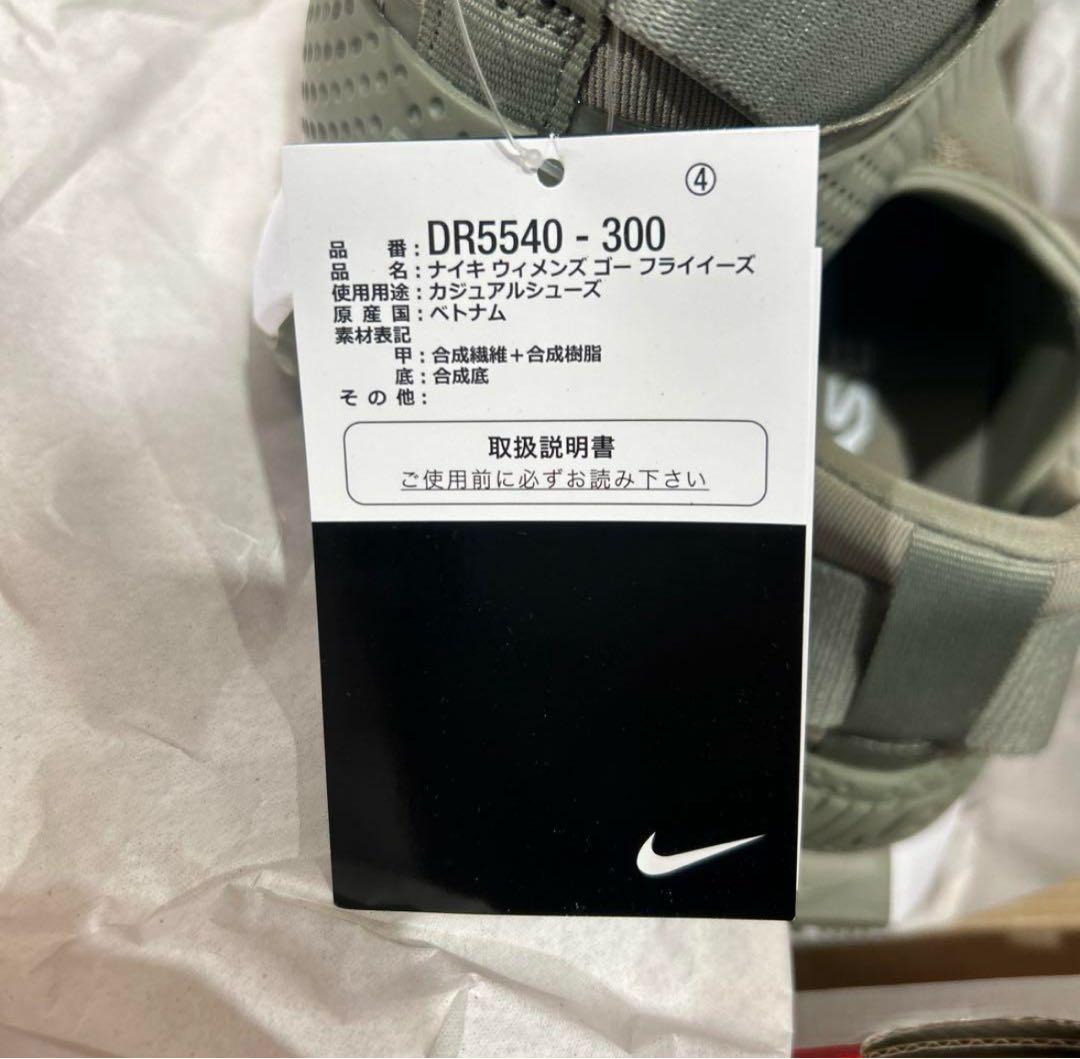 ④
品番：DR5540 - 300
品名：ナイキ ウィメンズ ゴー フライイーズ
使用用途：カジュアルシューズ
原産国：ベトナム
素材表記
甲：合成繊維＋合成樹脂
底：合成底
その他：
取扱説明書
ご使用前に必ずお読み下さい